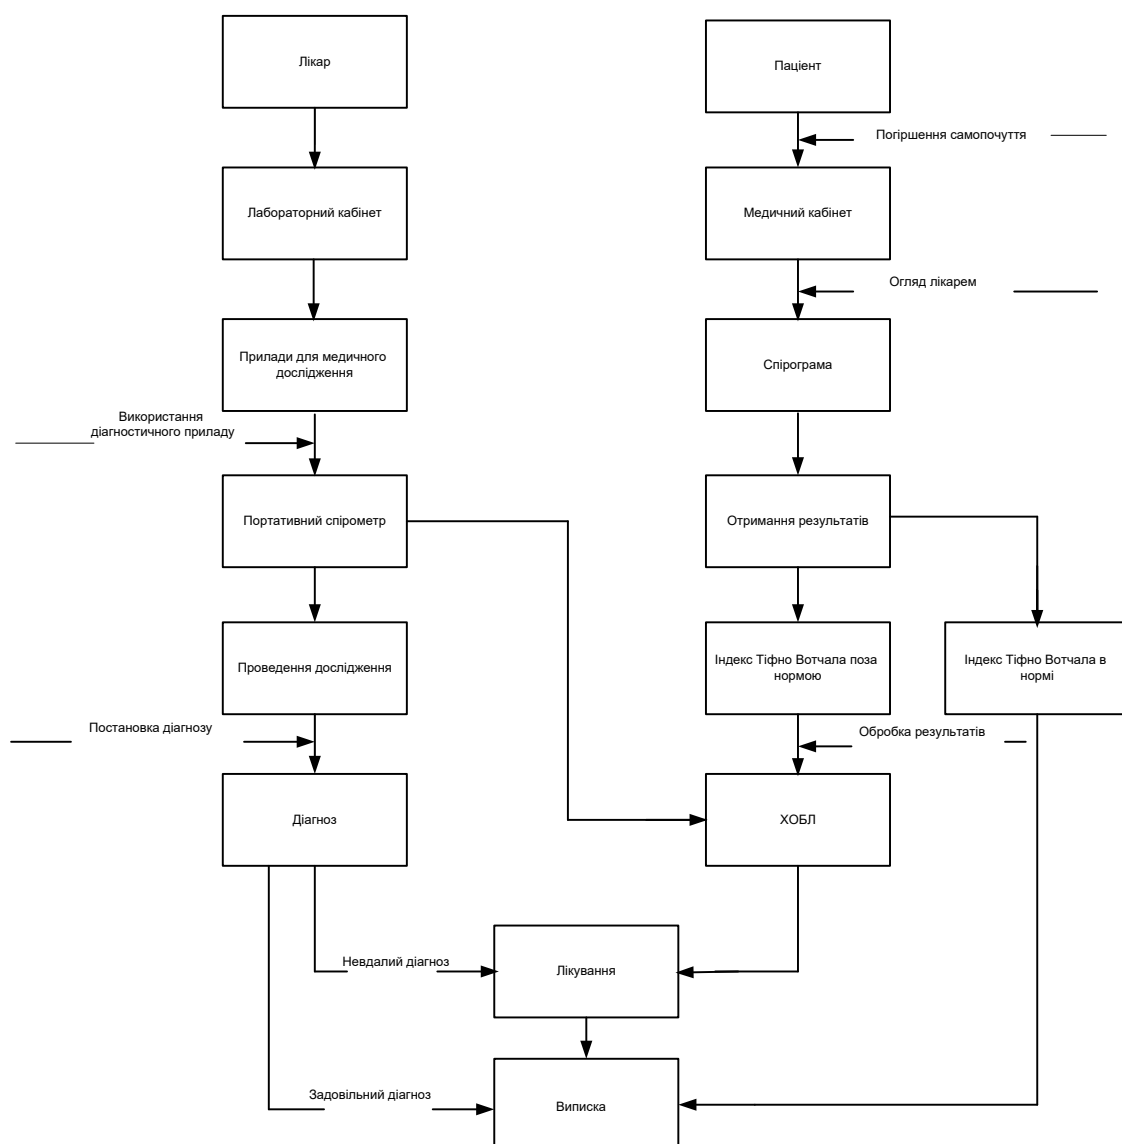 Лікар
Пацієнт
Погіршення самопочуття
Лабораторний кабінет
Медичний кабінет
Огляд лікарем
Прилади для медичного
дослідження
Спірограма
Використання
діагностичного приладу
Портативний спірометр
Отримання результатів
Проведення дослідження
Індекс Тіфно Вотчала поза
нормою
Індекс Тіфно Вотчала в
нормі
Постановка діагнозу
Обробка результатів
Діагноз
ХОБЛ
Невдалий діагноз
Лікування
Задовільний діагноз
Виписка